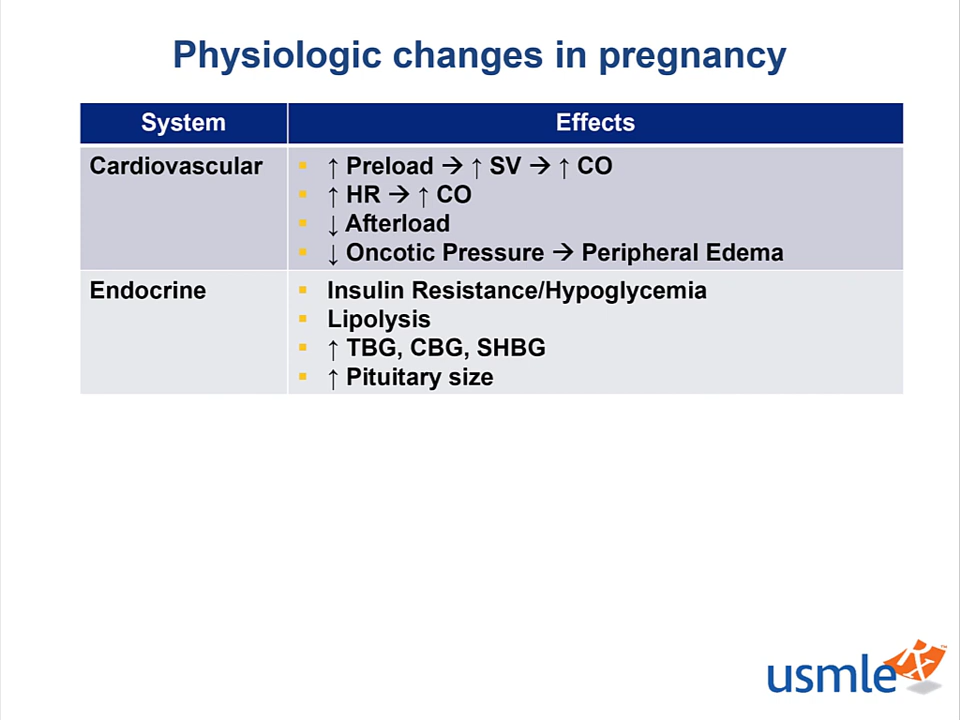 Physiologic changes in pregnancy
System Effects
Cardiovascular
▪ ↑ Preload → ↑ SV → ↑ CO
▪ ↑ HR → ↑ CO
▪ ↓ Afterload
▪ ↓ Oncotic Pressure → Peripheral Edema
Endocrine
▪ Insulin Resistance/Hypoglycemia
▪ Lipolysis
▪ ↑ TBG, CBG, SHBG
▪ ↑ Pituitary size
usmle Rx™